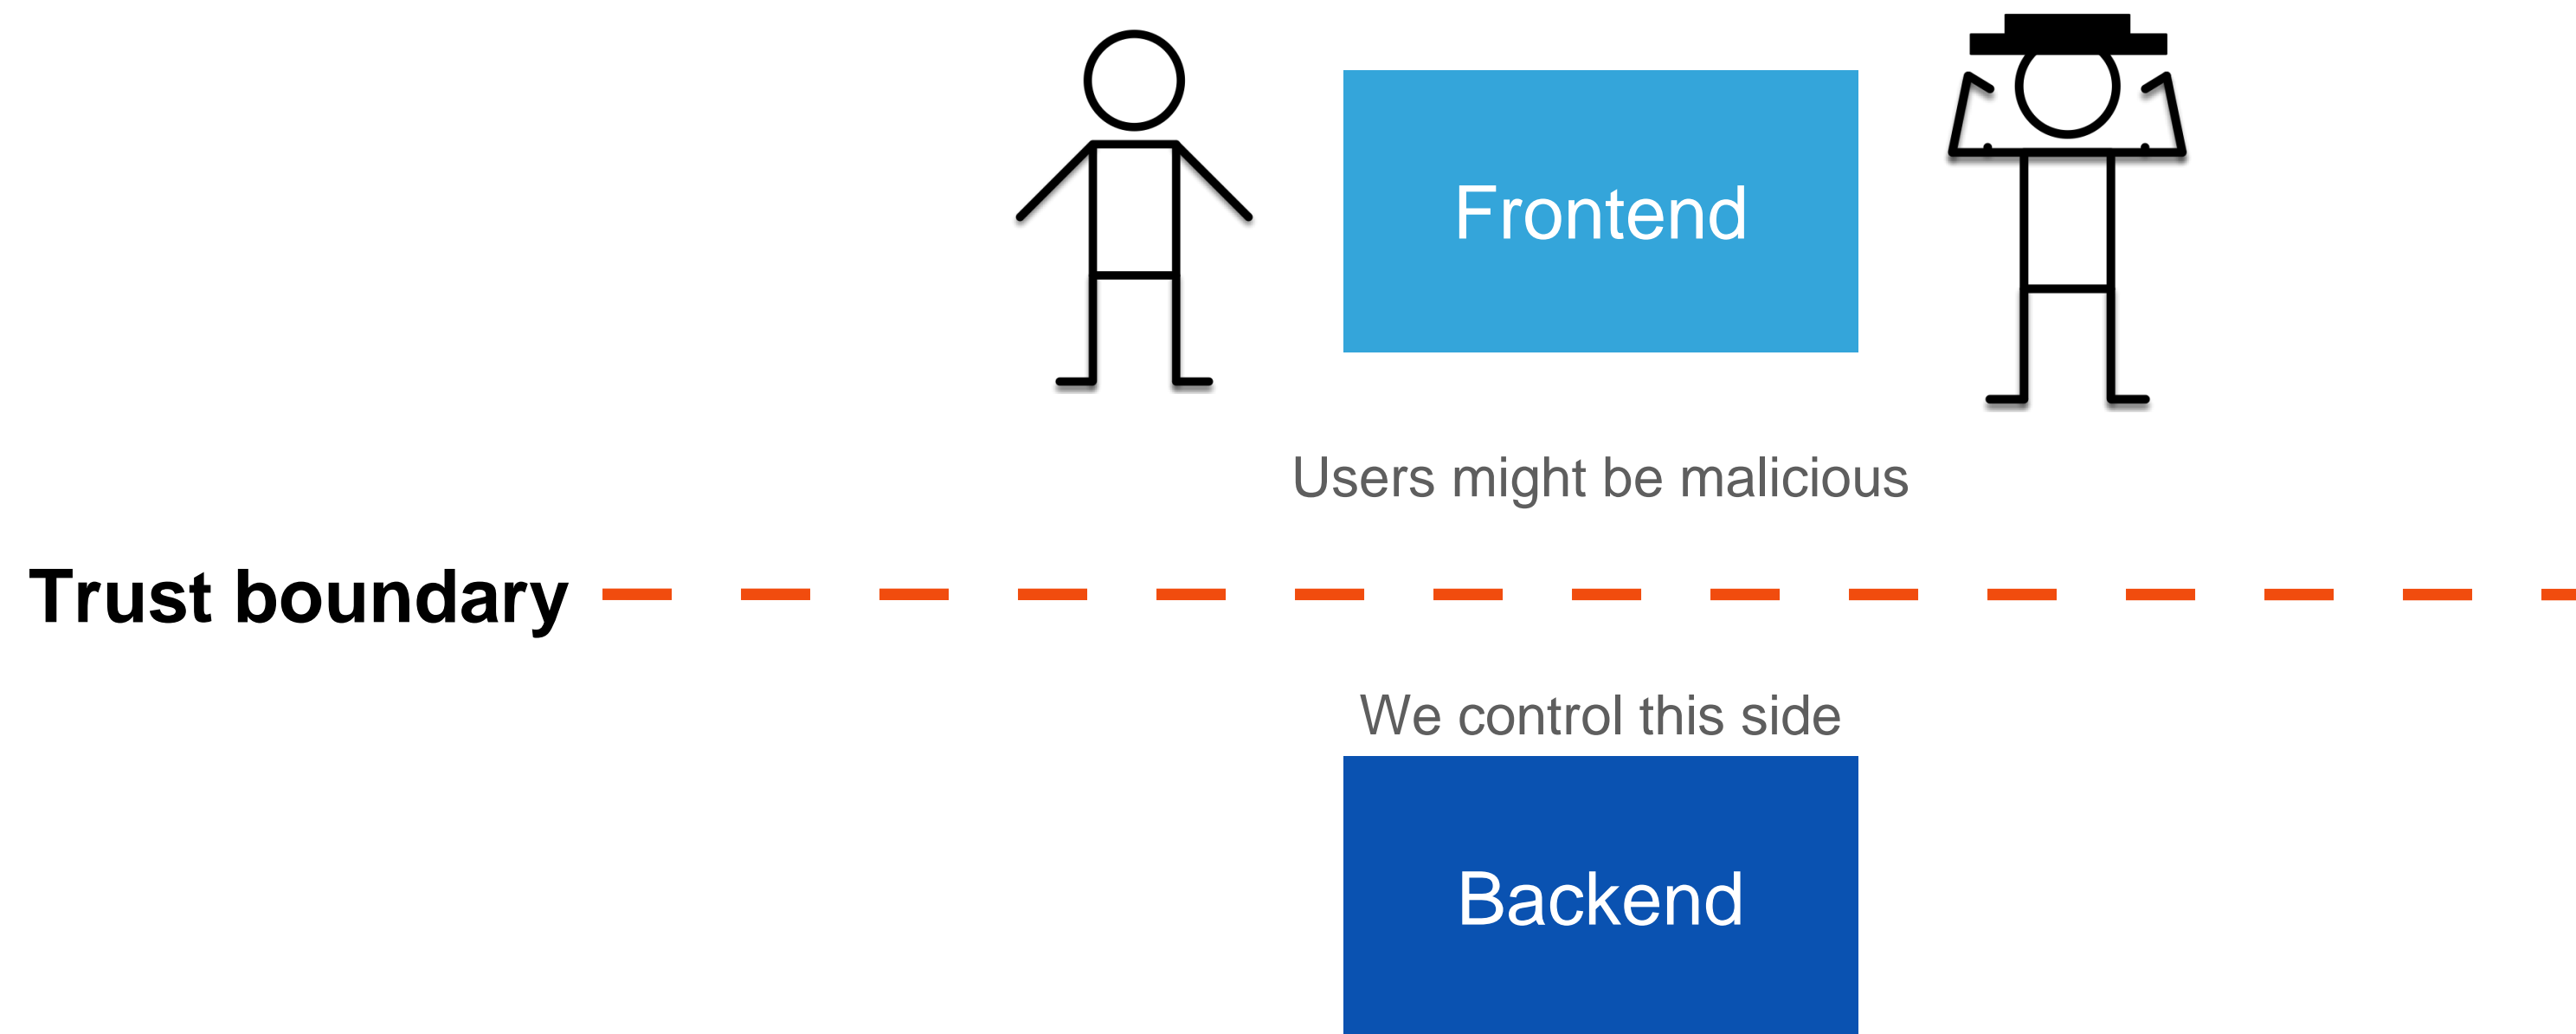 Frontend
Users might be malicious
Trust boundary
We control this side
Backend